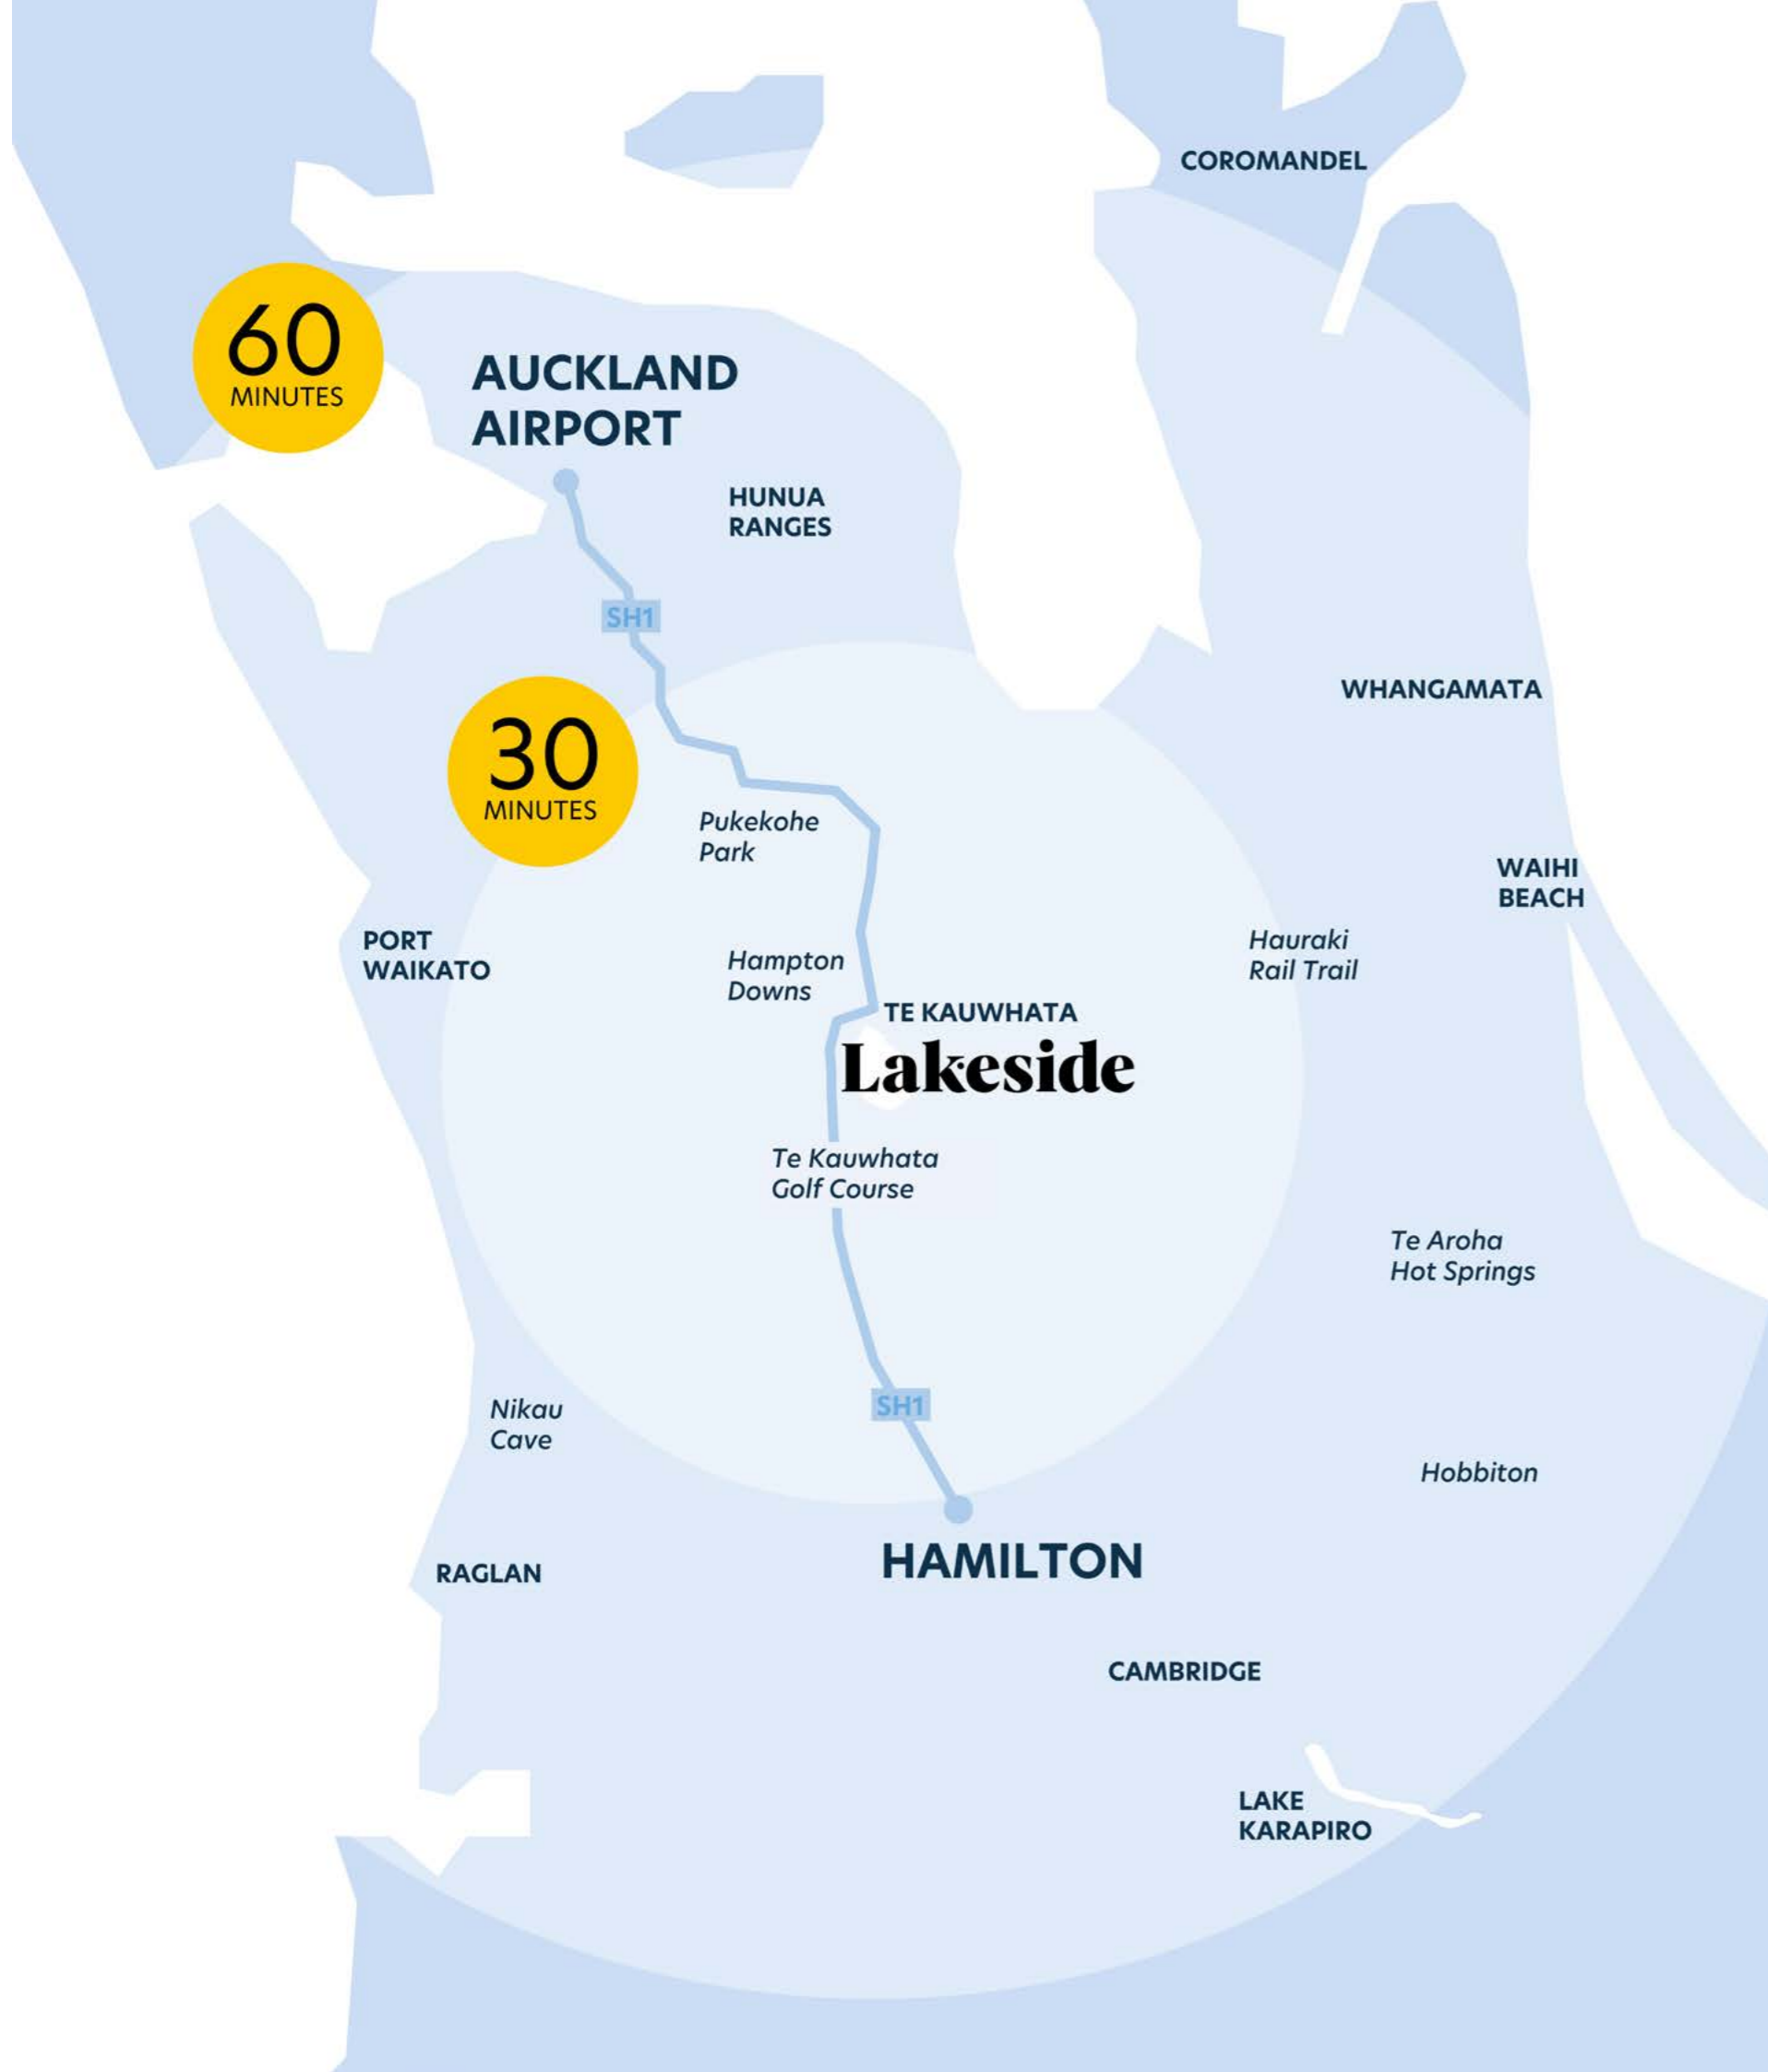 COROMANDEL
60
MINUTES
AUCKLAND
AIRPORT
HUNUA
RANGES
SH1
WHANGAMATA
30
MINUTES
Pukekohe
Park
WAIHI
BEACH
PORT
WAIKATO
Hampton
Downs
Hauraki
Rail Trail
TE KAUWHATA
Lakeside
Te Kauwhata
Golf Course
Te Aroha
Hot Springs
Nikau
Cave
SH1
Hobbiton
HAMILTON
RAGLAN
CAMBRIDGE
LAKE
KARAPIRO